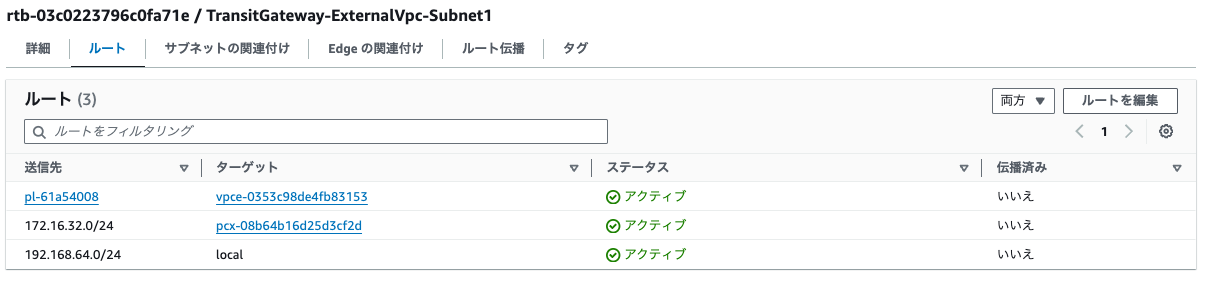 rtb-03c0223796c0fa71e / TransitGateway-ExternalVpc-Subnet1
詳細 ルート サブネットの関連付け Edge の関連付け ルート伝播 タグ
ルート (3) 両方 ルートを編集
ルートをフィルタリング 1
送信先 ターゲット ステータス 伝播済み
pl-61a54008 vpce-0353c98de4fb83153 アクティブ いいえ
172.16.32.0/24 pcx-08b64b16d25d3cf2d アクティブ いいえ
192.168.64.0/24 local アクティブ いいえ